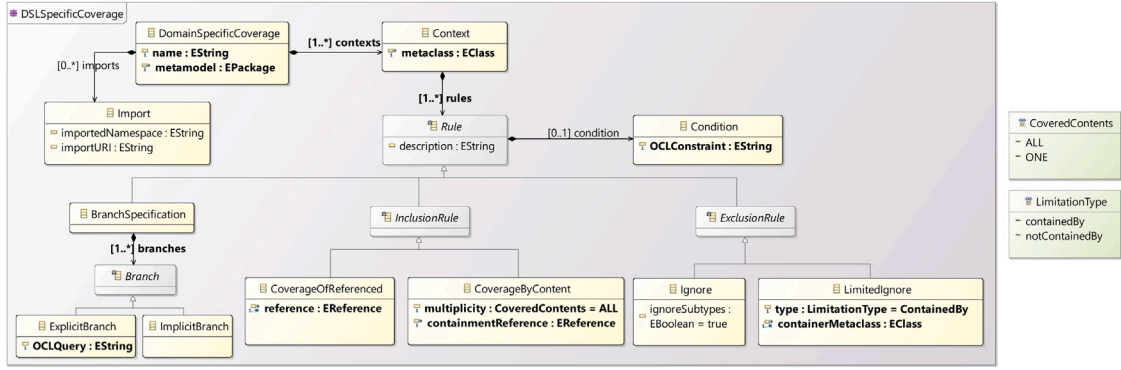 DSLSpecificCoverage
DomainSpecificCoverage
name : EString
metamodel : EPackage
[1..*] contexts
Context
metaclass : EClass
[0..*] imports
Import
importedNamespace : EString
importURI : EString
[1..*] rules
Rule
description : EString
[0..1] condition
Condition
OCLConstraint : EString
CoveredContents
ALL
ONE
LimitationType
containedBy
notContainedBy
BranchSpecification
InclusionRule
ExclusionRule
[1..*] branches
Branch
CoverageOfReferenced
reference : EReference
CoverageByContent
multiplicity : CoveredContents = ALL
containmentReference : EReference
Ignore
ignoreSubtypes :
EBoolean = true
LimitedIgnore
type : LimitationType = ContainedBy
containerMetaclass : EClass
ExplicitBranch
OCLQuery : EString
ImplicitBranch